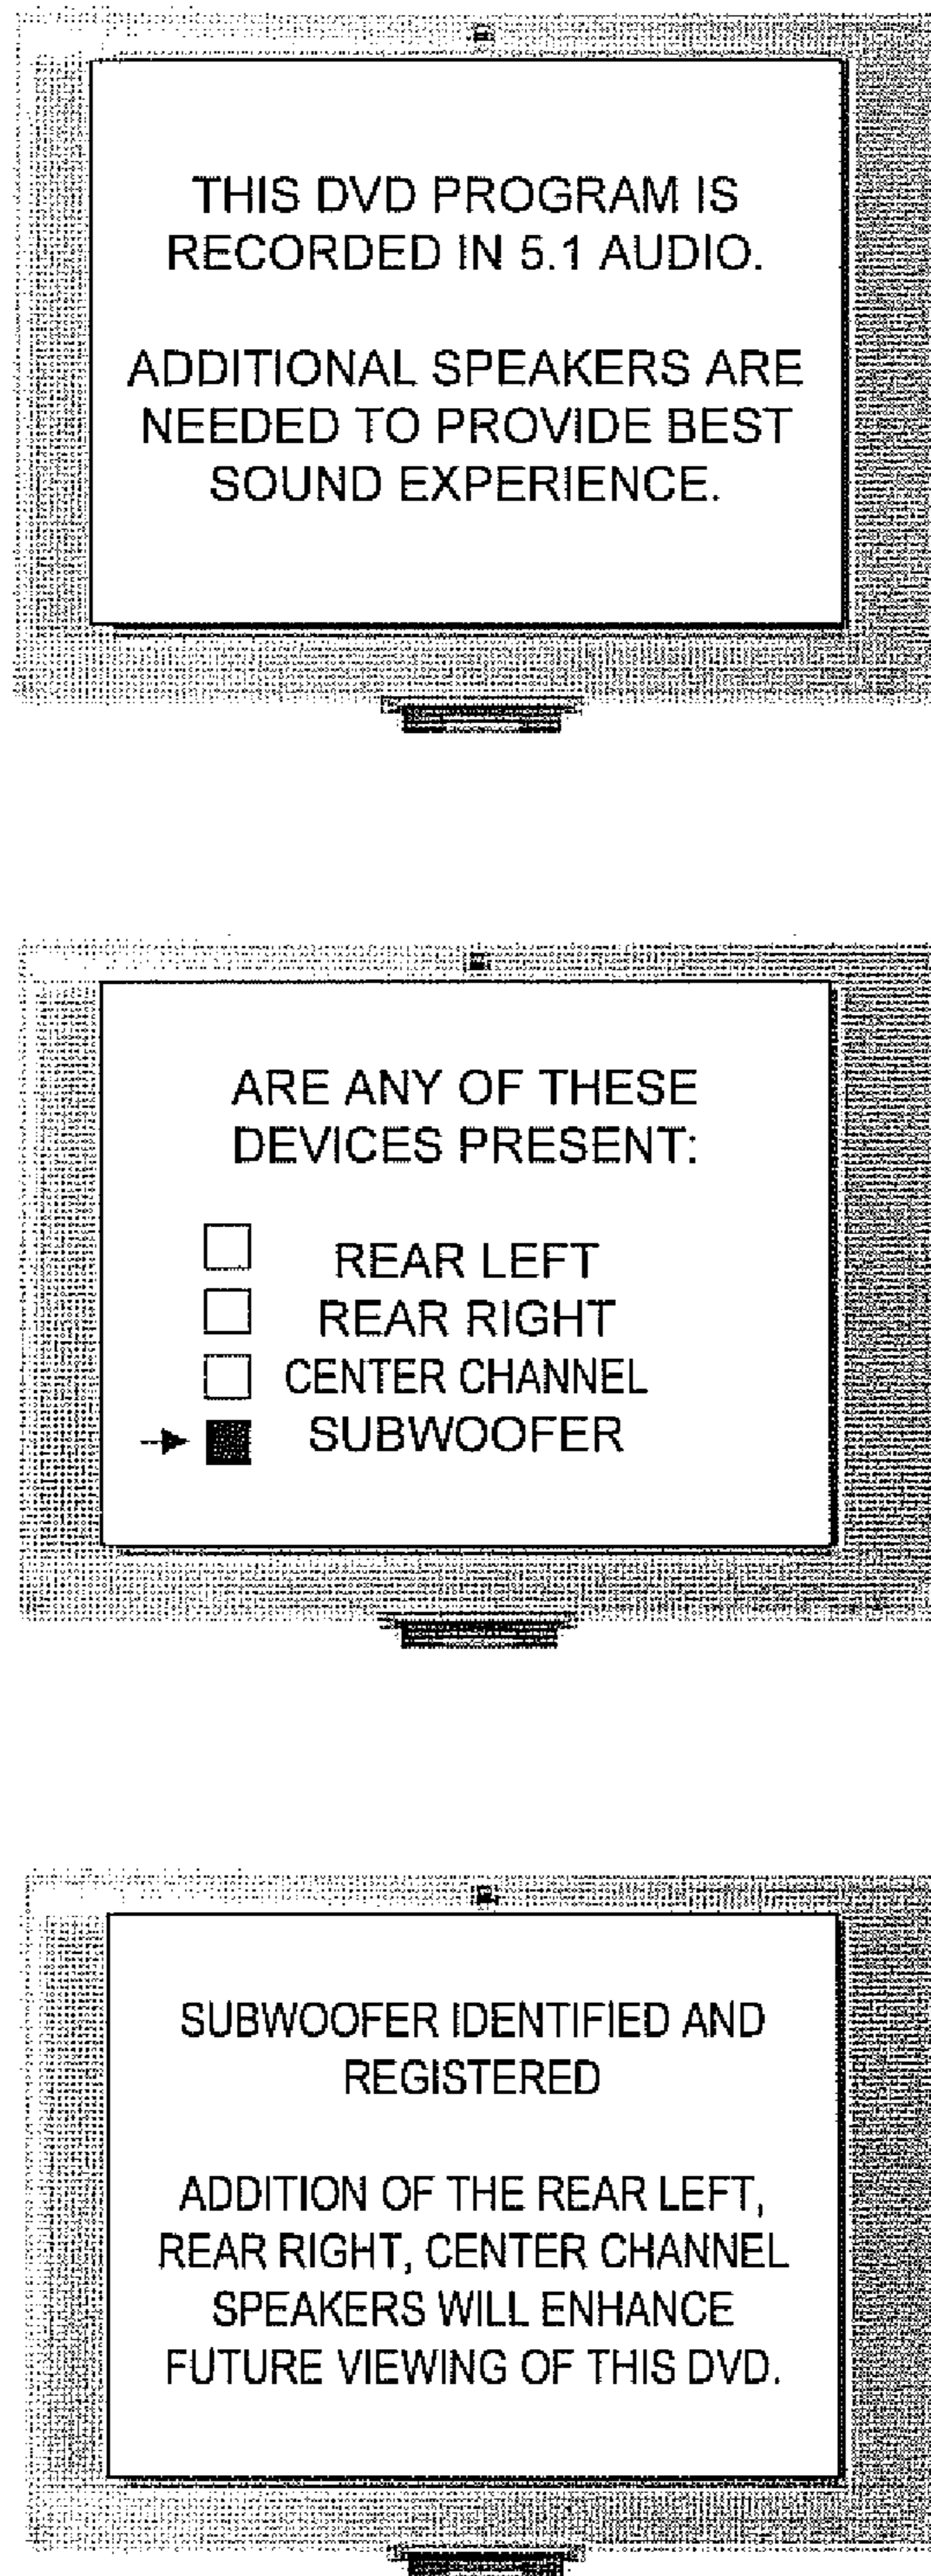 THIS DVD PROGRAM IS
RECORDED IN 5.1 AUDIO.
ADDITIONAL SPEAKERS ARE
NEEDED TO PROVIDE BEST
SOUND EXPERIENCE.
ARE ANY OF THESE
DEVICES PRESENT:
REAR LEFT
REAR RIGHT
CENTER CHANNEL
SUBWOOFER
SUBWOOFER IDENTIFIED AND
REGISTERED
ADDITION OF THE REAR LEFT,
REAR RIGHT, CENTER CHANNEL
SPEAKERS WILL ENHANCE
FUTURE VIEWING OF THIS DVD.